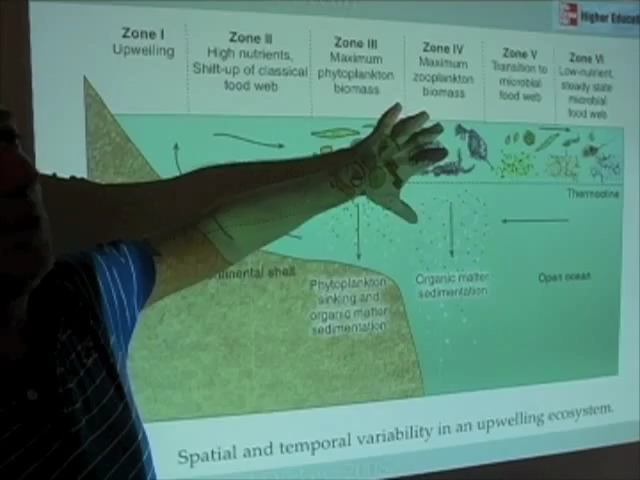 Higher Educa
Zone I
Upwelling
Zone II
High nutrients,
Shift-up of classical
food web
Zone III
Maximum
phytoplankton
biomass
Zone IV
Maximum
zooplankton
biomass
Zone V
Transition to
microbial
food web
Zone VI
Low-nutrient,
steady state
microbial
food web
Thermocline
nental shelf
Phytoplankton
sinking and
organic matter
sedimentation
Organic matter
sedimentation
Open ocean
Spatial and temporal variability in an upwelling ecosystem.